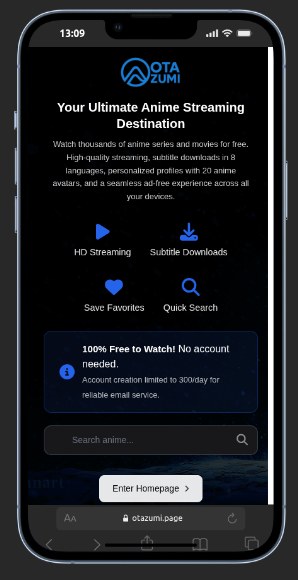 13:09
OTA
ZUMI
Your Ultimate Anime Streaming
Destination
Watch thousands of anime series and movies for free.
High-quality streaming, subtitle downloads in 8
languages, personalized profiles with 20 anime
avatars, and a seamless ad-free experience across all
your devices.
HD Streaming
Subtitle Downloads
Save Favorites
Quick Search
100% Free to Watch! No account
needed.
Account creation limited to 300/day for
reliable email service.
Search anime...
Enter Homepage
AA
otazumi.page